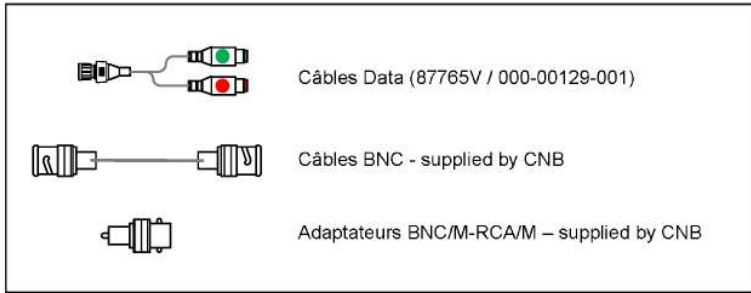 Câbles Data (87765V / 000-00129-001)
Câbles BNC - supplied by CNB
Adaptateurs BNC/M-RCA/M – supplied by CNB